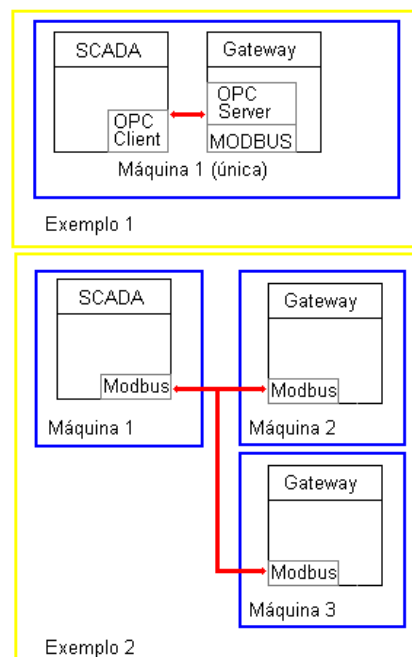 SCADA
Gateway
OPC
Client
OPC
Server
MODBUS
Máquina 1 (única)
Exemplo 1
SCADA
Modbus
Máquina 1
Gateway
Modbus
Máquina 2
Gateway
Modbus
Máquina 3
Exemplo 2